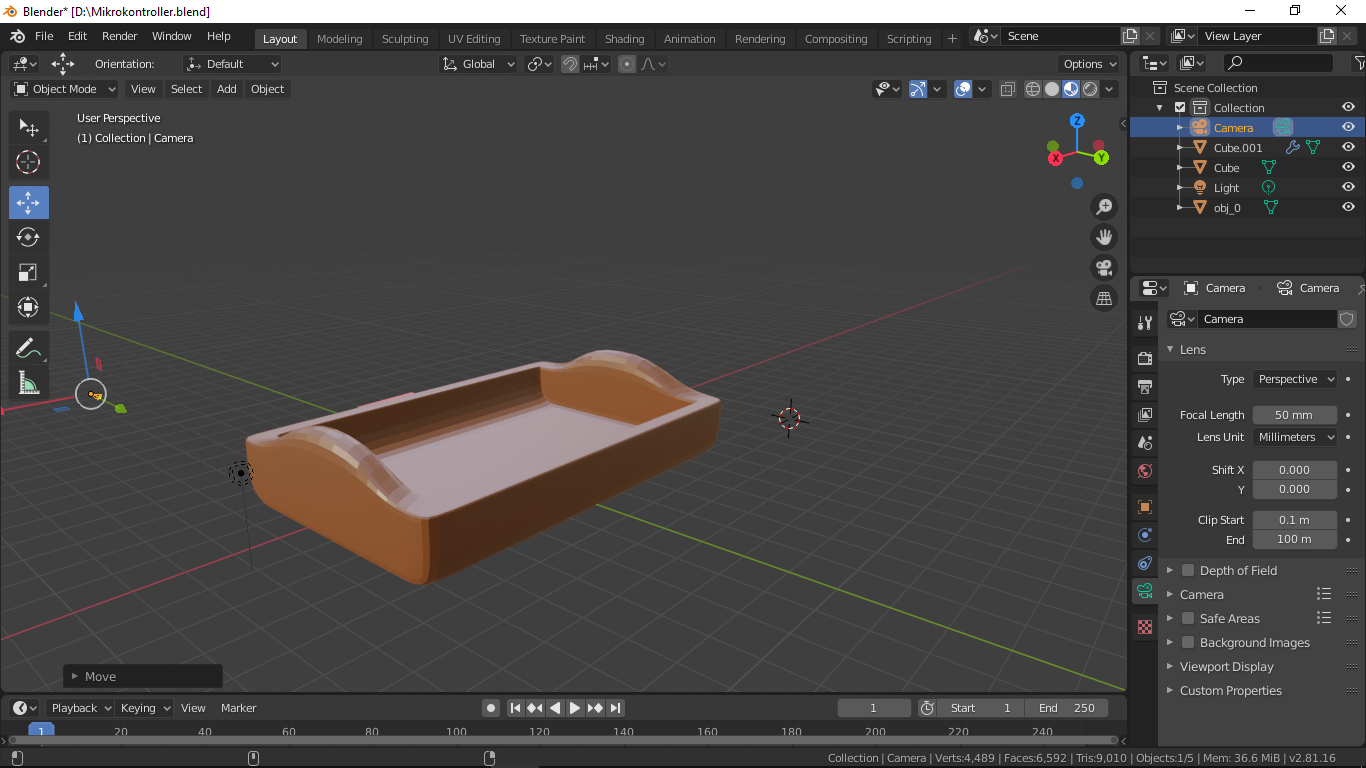 Blender* [D:\Mikrokontroller.blend]
File Edit Render Window Help Layout Modeling Sculpting UV Editing Texture Paint Shading Animation Rendering Compositing Scripting + Scene View Layer
Orientation: Default Global Options
Object Mode View Select Add Object
User Perspective
(1) Collection | Camera
Z
X Y
Move
Scene Collection
Collection
Camera
Cube.001
Cube
Light
obj_0
Camera Camera
Camera
Lens
Type Perspective
Focal Length 50 mm
Lens Unit Millimeters
Shift X 0.000
Y 0.000
Clip Start 0.1 m
End 100 m
Depth of Field
Camera
Safe Areas
Background Images
Viewport Display
Custom Properties
Playback Keying View Marker 1 Start 1 End 250
1 20 40 60 80 100 120 140 160 180 200 220 240
Collection | Camera | Verts:4,489 | Faces:6,592 | Tris:9,010 | Objects:1/5 | Mem: 36.6 MiB | v2.81.16